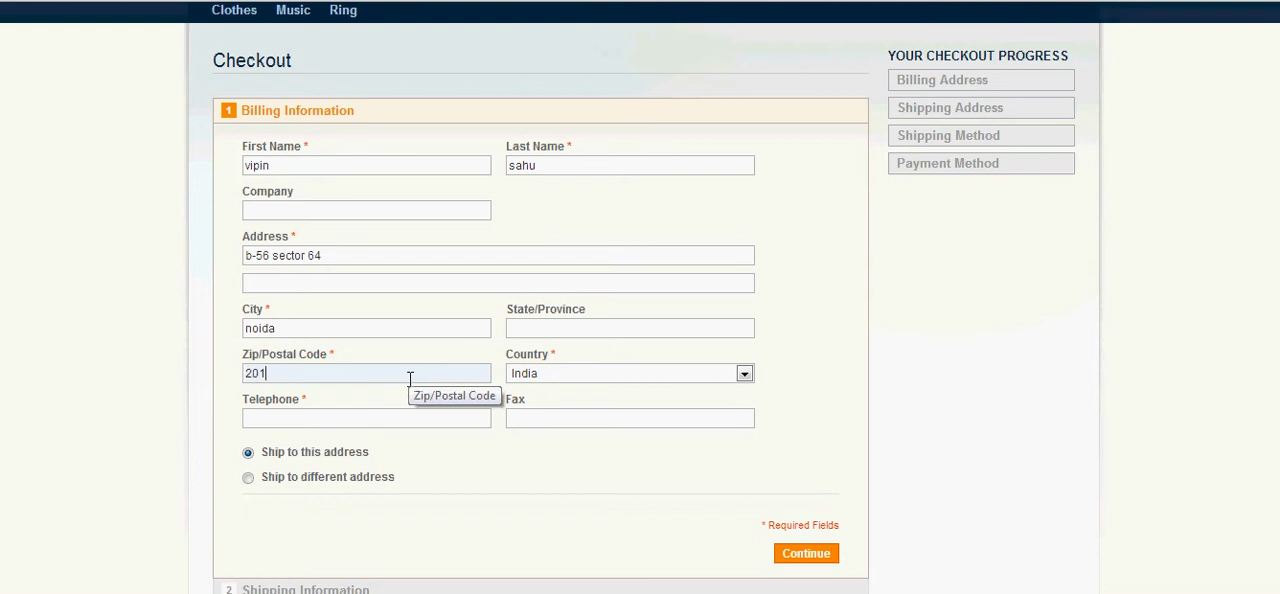 Clothes Music Ring
Checkout
YOUR CHECKOUT PROGRESS
Billing Address
Shipping Address
Shipping Method
Payment Method
1 Billing Information
First Name * Last Name *
vipin sahu
Company
Address *
b-56 sector 64
City * State/Province
noida
Zip/Postal Code * Country *
201 India
Zip/Postal Code
Telephone * Fax
Ship to this address
Ship to different address
* Required Fields
Continue
2 Shipping Information